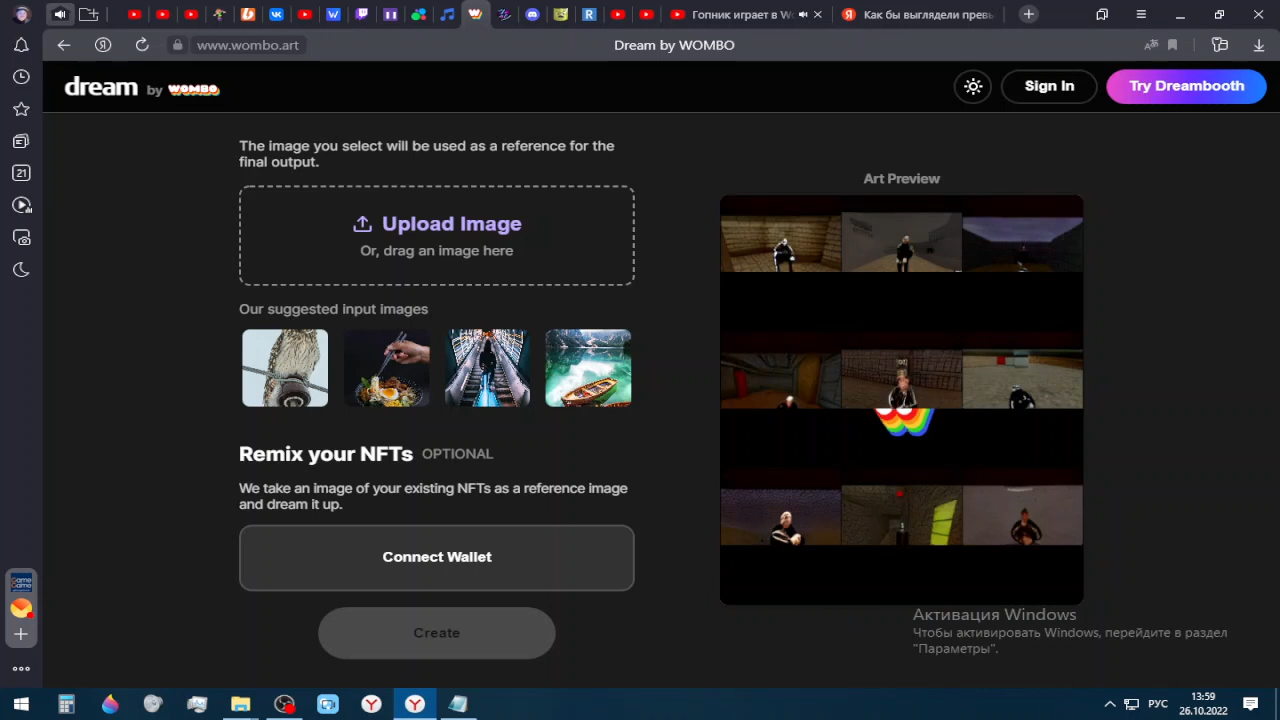 Гопник играет в Wo
Как бы выглядели превь
www.wombo.art
Dream by WOMBO
dream by WOMBO
Sign In
Try Dreambooth
The image you select will be used as a reference for the
final output.
Upload Image
Or, drag an image here
Our suggested input images
Remix your NFTs OPTIONAL
We take an image of your existing NFTs as a reference image
and dream it up.
Connect Wallet
Create
Art Preview
Активация Windows
Чтобы активировать Windows, перейдите в раздел
"Параметры".
21
РУС
13:59
26.10.2022